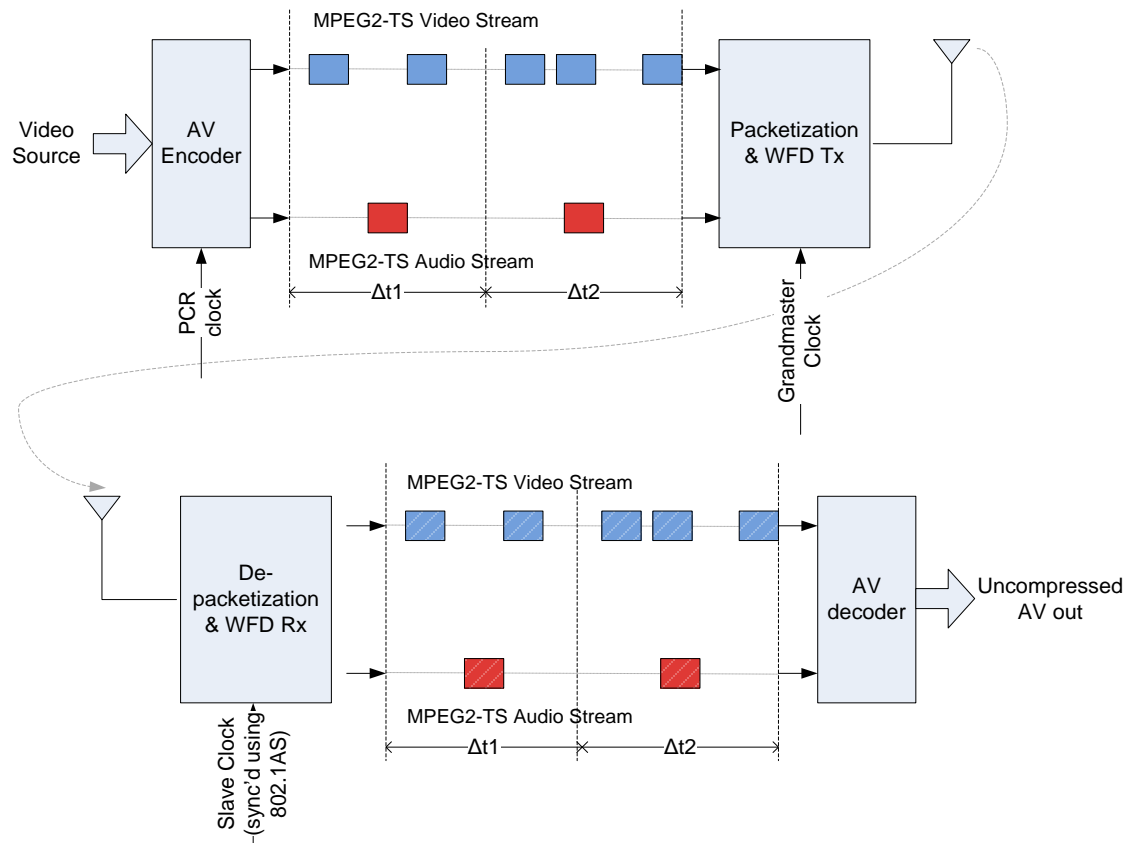 MPEG2-TS Video Stream
Video
Source
AV
Encoder
Packetization
& WFD Tx
MPEG2-TS Audio Stream
Δt1
Δt2
PCR
clock
Grandmaster
Clock
MPEG2-TS Video Stream
De-
packetization
& WFD Rx
AV
decoder
Uncompressed
AV out
MPEG2-TS Audio Stream
Δt1
Δt2
Slave Clock
(sync’d using
802.1AS)